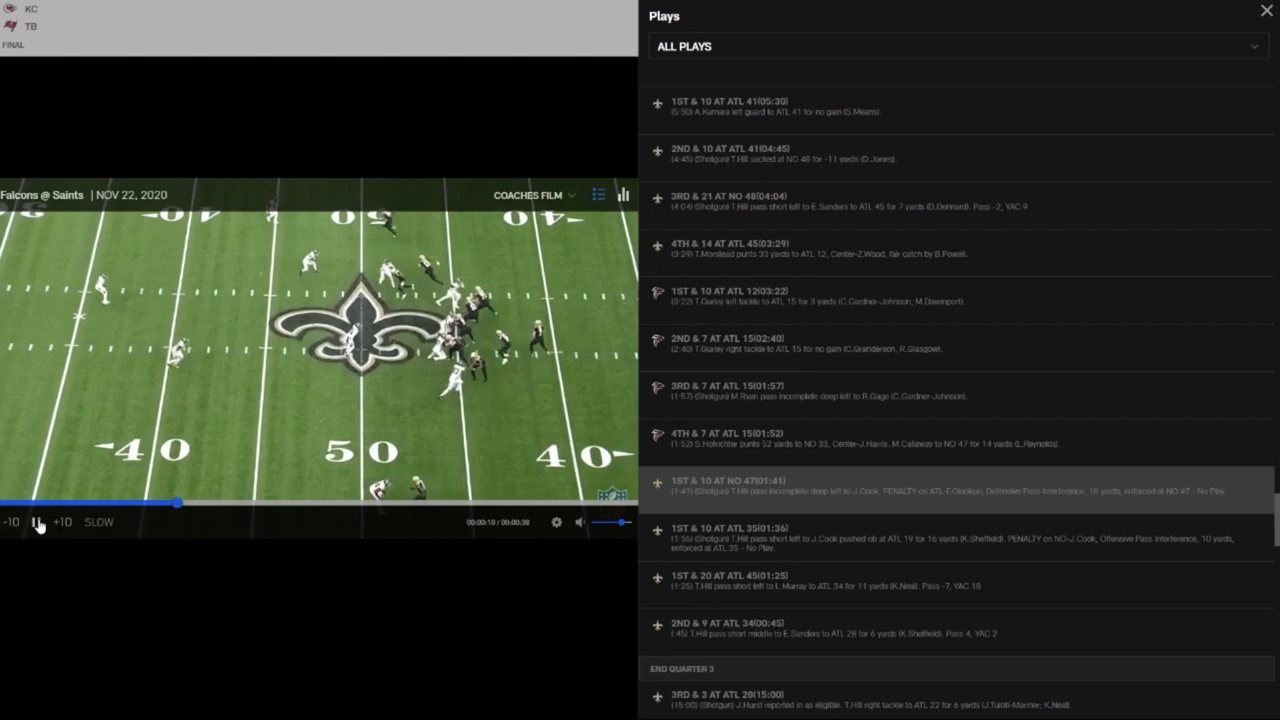 KC
TB
FINAL
Falcons @ Saints | NOV 22, 2020
COACHES FILM
4 0
5 0
4 0
4 0
5 0
4 0
-10
+10
SLOW
00:00:10 / 00:00:38
Plays
ALL PLAYS
1ST & 10 AT ATL 41(05:30)
(5:30) A.Kamara left guard to ATL 41 for no gain (S.Means).
2ND & 10 AT ATL 41(04:45)
(4:45) (Shotgun) T.Hill sacked at NO 48 for -11 yards (D.Jones).
3RD & 21 AT NO 48(04:04)
(4:04) (Shotgun) T.Hill pass short left to E.Sanders to ATL 45 for 7 yards (D.Dennard). Pass -2, YAC 9
4TH & 14 AT ATL 45(03:29)
(3:29) T.Morstead punts 33 yards to ATL 12, Center-Z.Wood, fair catch by B.Powell.
1ST & 10 AT ATL 12(03:22)
(3:22) T.Gurley left tackle to ATL 15 for 3 yards (C.Gardner-Johnson; M.Davenport).
2ND & 7 AT ATL 15(02:40)
(2:40) T.Gurley right tackle to ATL 15 for no gain (C.Granderson, R.Glasgow).
3RD & 7 AT ATL 15(01:57)
(1:57) (Shotgun) M.Ryan pass incomplete deep left to R.Gage (C.Gardner-Johnson).
4TH & 7 AT ATL 15(01:52)
(1:52) S.Hofrichter punts 52 yards to NO 33, Center-J.Harris. M.Callaway to NO 47 for 14 yards (L.Reynolds).
1ST & 10 AT NO 47(01:41)
(1:41) (Shotgun) T.Hill pass incomplete deep left to J.Cook. PENALTY on ATL-F.Oluokun, Defensive Pass Interference, 18 yards, enforced at NO 47 - No Play.
1ST & 10 AT ATL 35(01:36)
(1:36) (Shotgun) T.Hill pass short left to J.Cook pushed ob at ATL 19 for 16 yards (K.Sheffield). PENALTY on NO-J.Cook, Offensive Pass Interference, 10 yards,
enforced at ATL 35 - No Play.
1ST & 20 AT ATL 45(01:25)
(1:25) T.Hill pass short left to L.Murray to ATL 34 for 11 yards (K.Neal). Pass -7, YAC 18
2ND & 9 AT ATL 34(00:45)
(:45) T.Hill pass short middle to E.Sanders to ATL 28 for 6 yards (K.Sheffield). Pass 4, YAC 2
END QUARTER 3
3RD & 3 AT ATL 28(15:00)
(15:00) (Shotgun) J.Hurst reported in as eligible. T.Hill right tackle to ATL 22 for 6 yards (J.Tuioti-Mariner; K.Neal).